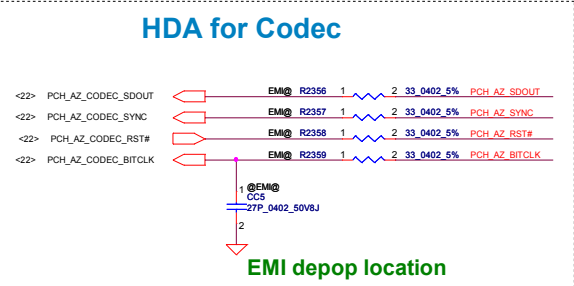 HDA for Codec
<22> PCH_AZ_CODEC_SDOUT EMI@ R2356 1 2 33_0402_5% PCH_AZ_SDOUT
<22> PCH_AZ_CODEC_SYNC EMI@ R2357 1 2 33_0402_5% PCH_AZ_SYNC
<22> PCH_AZ_CODEC_RST# EMI@ R2358 1 2 33_0402_5% PCH_AZ_RST#
<22> PCH_AZ_CODEC_BITCLK EMI@ R2359 1 2 33_0402_5% PCH_AZ_BITCLK
1 @EMI@
CC5
27P_0402_50V8J
2
EMI depop location